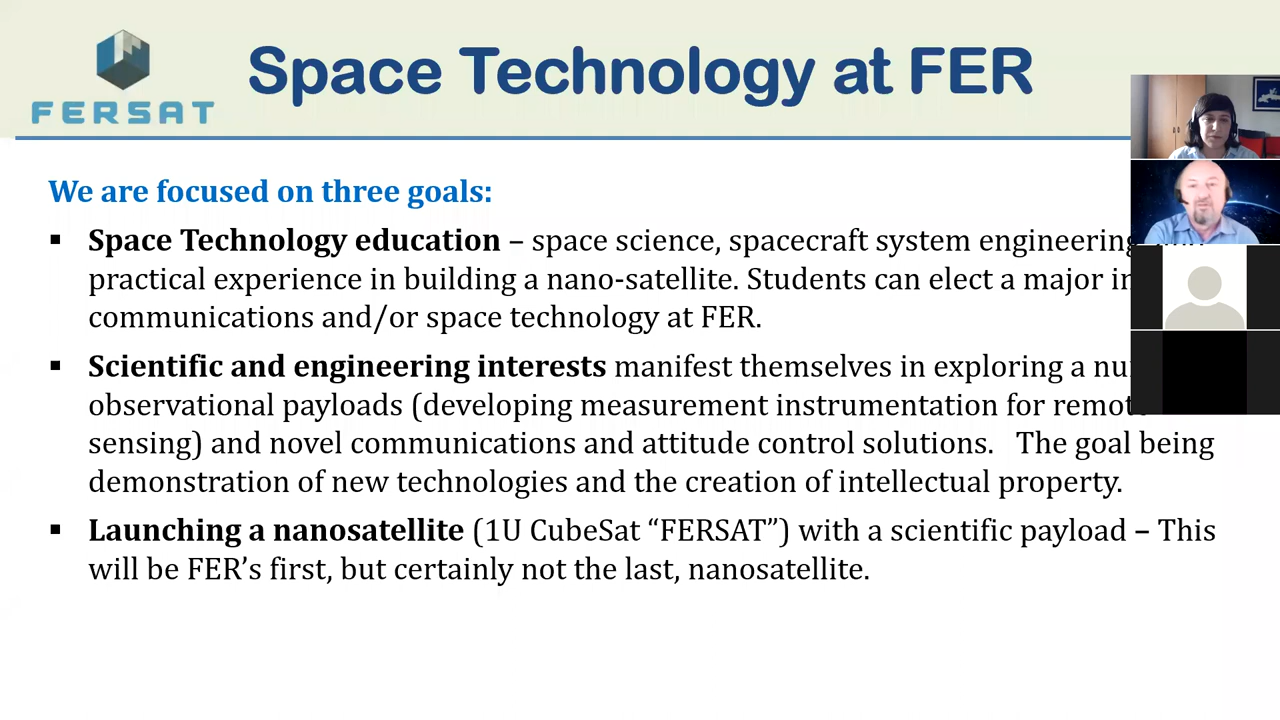 FERSAT
Space Technology at FER
We are focused on three goals:
▪ Space Technology education – space science, spacecraft system engineering
practical experience in building a nano-satellite. Students can elect a major in
communications and/or space technology at FER.
▪ Scientific and engineering interests manifest themselves in exploring a
observational payloads (developing measurement instrumentation for remote
sensing) and novel communications and attitude control solutions. The goal being
demonstration of new technologies and the creation of intellectual property.
▪ Launching a nanosatellite (1U CubeSat “FERSAT”) with a scientific payload – This
will be FER’s first, but certainly not the last, nanosatellite.